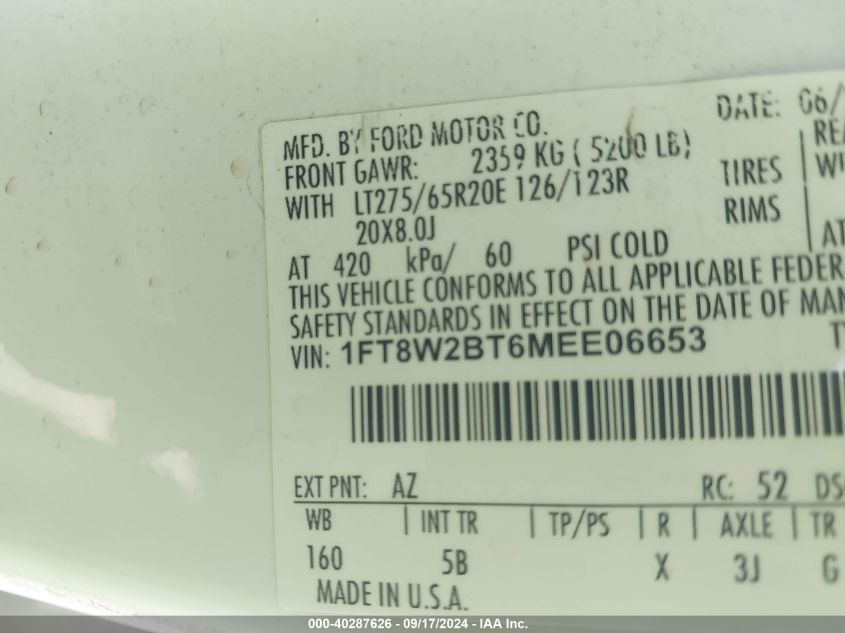 DATE: 06/
MFD. BY FORD MOTOR CO.
FRONT GAWR: 2359 KG ( 5200 LB)
WITH LT275/65R20E 126/123R TIRES
20X8.0J RIMS
AT 420 kPa/ 60 PSI COLD
THIS VEHICLE CONFORMS TO ALL APPLICABLE FEDER
SAFETY STANDARDS IN EFFECT ON THE DATE OF MAN
VIN: 1FT8W2BT6MEE06653
EXT PNT: AZ RC: 52 DS
WB | INT TR | TP/PS | R | AXLE | TR
160 5B X 3J G
MADE IN U.S.A.
000-40287626 - 09/17/2024 - IAA Inc.